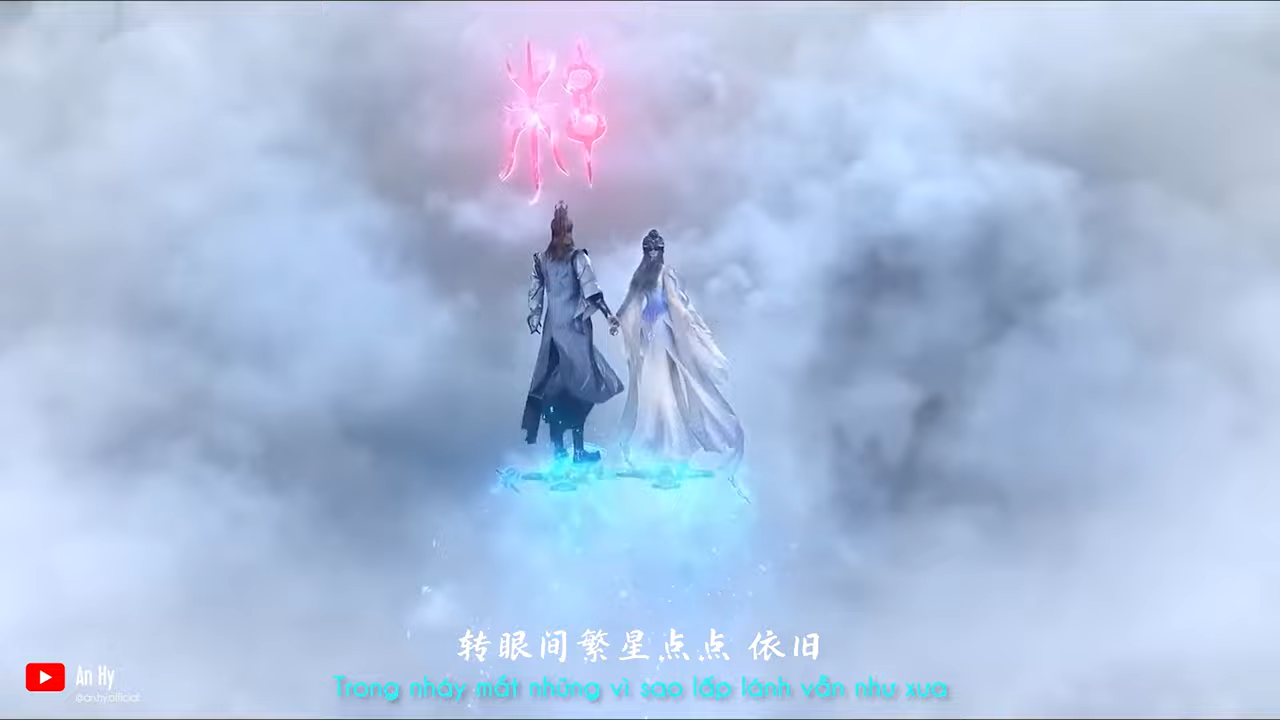 转眼间繁星点点 依旧
Trong nháy mắt những vì sao lấp lánh vẫn như xưa
An Hy
@anhyofficial